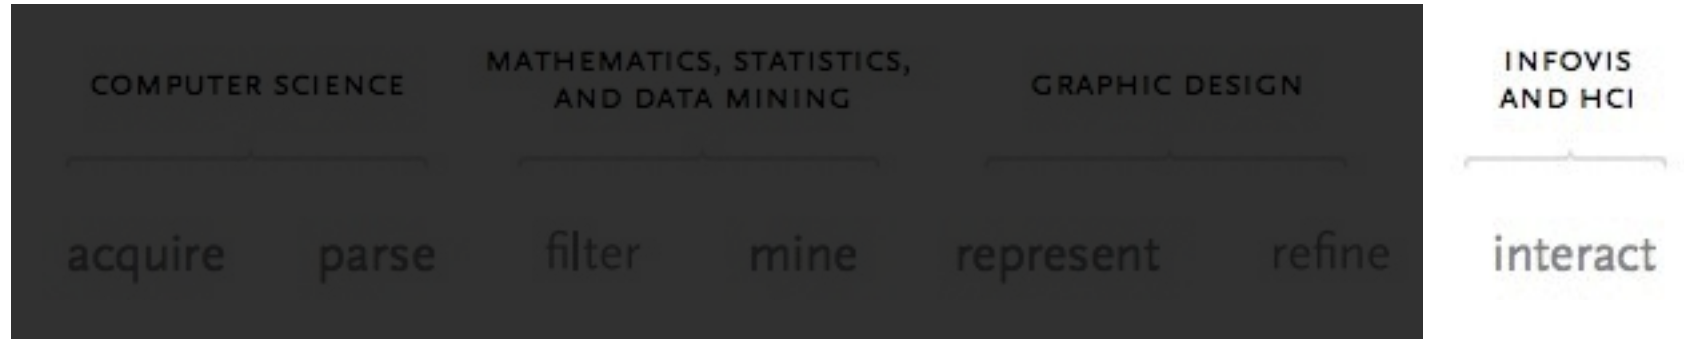 COMPUTER SCIENCE
MATHEMATICS, STATISTICS,
AND DATA MINING
GRAPHIC DESIGN
INFOVIS
AND HCI
acquire parse filter mine represent refine interact